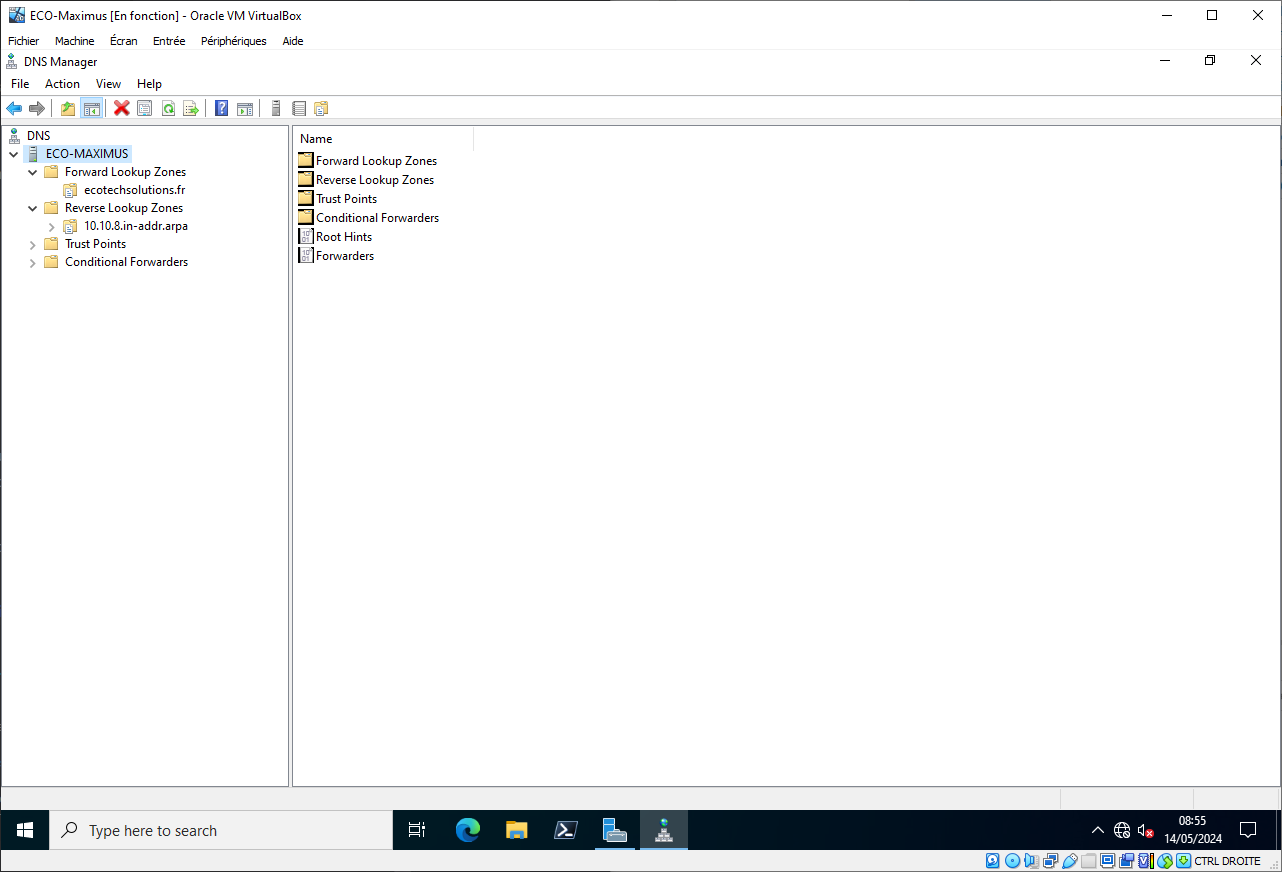 ECO-Maximus [En fonction] - Oracle VM VirtualBox
Fichier Machine Écran Entrée Périphériques Aide
DNS Manager
File Action View Help
DNS
ECO-MAXIMUS
Forward Lookup Zones
ecotechsolutions.fr
Reverse Lookup Zones
10.10.8.in-addr.arpa
Trust Points
Conditional Forwarders
Name
Forward Lookup Zones
Reverse Lookup Zones
Trust Points
Conditional Forwarders
Root Hints
Forwarders
Type here to search
08:55
14/05/2024
CTRL DROITE